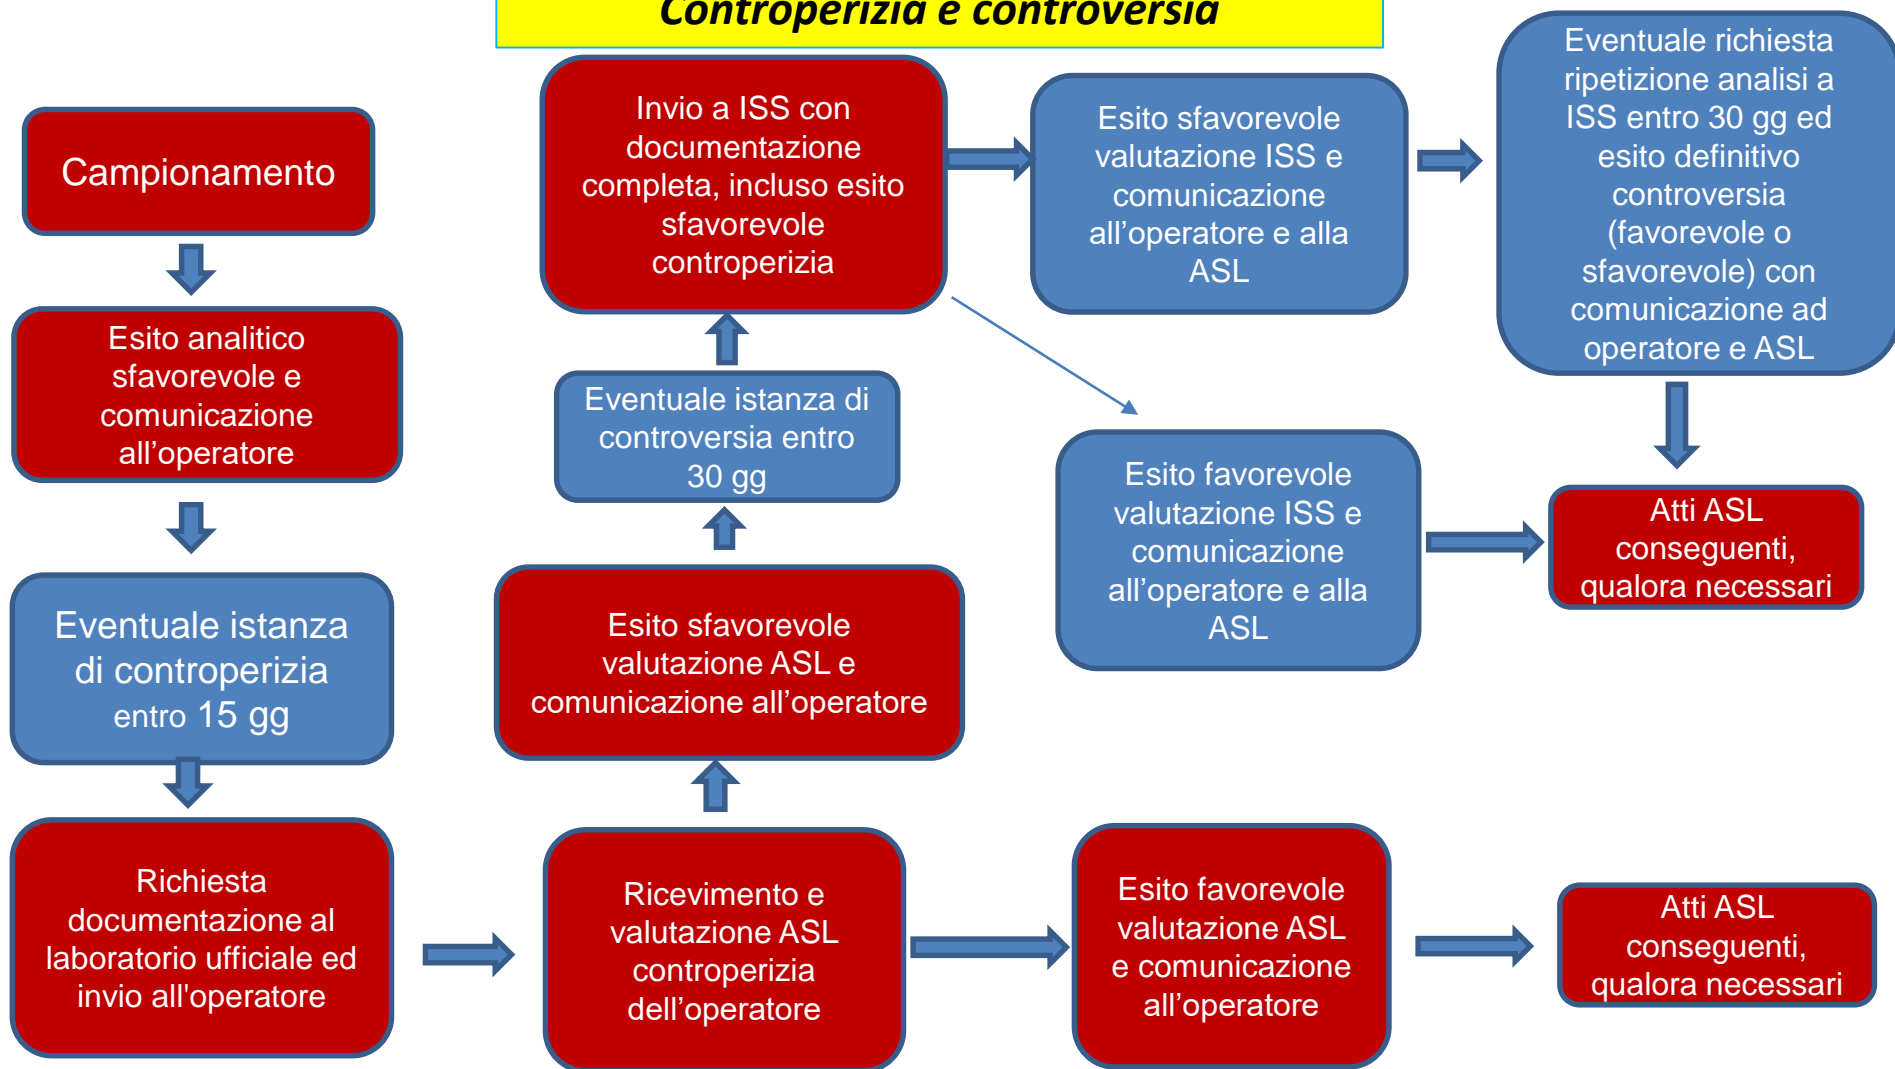 Controperizia e controversia
Campionamento
Esito analitico
sfavorevole e
comunicazione
all’operatore
Eventuale istanza
di controperizia
entro 15 gg
Richiesta
documentazione al
laboratorio ufficiale ed
invio all'operatore
Ricevimento e
valutazione ASL
controperizia
dell’operatore
Esito sfavorevole
valutazione ASL e
comunicazione all’operatore
Eventuale istanza di
controversia entro
30 gg
Invio a ISS con
documentazione
completa, incluso esito
sfavorevole
controperizia
Esito sfavorevole
valutazione ISS e
comunicazione
all’operatore e alla
ASL
Eventuale richiesta
ripetizione analisi a
ISS entro 30 gg ed
esito definitivo
controversia
(favorevole o
sfavorevole) con
comunicazione ad
operatore e ASL
Esito favorevole
valutazione ISS e
comunicazione
all’operatore e alla
ASL
Atti ASL
conseguenti,
qualora necessari
Esito favorevole
valutazione ASL
e comunicazione
all’operatore
Atti ASL
conseguenti,
qualora necessari